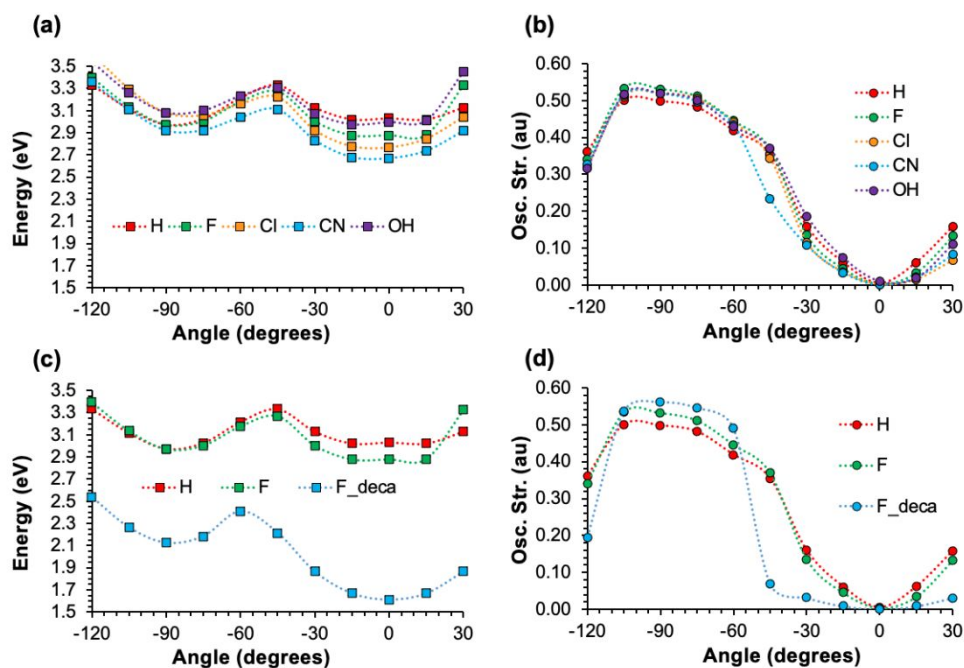 (a)
3.5
3.3
3.1
2.9
2.7
2.5
2.3
2.1
1.9
1.7
1.5
Energy (eV)
H F Cl CN OH
-120 -90 -60 -30 0 30
Angle (degrees)
(b)
0.60
0.50
0.40
0.30
0.20
0.10
0.00
Osc. Str. (au)
H
F
Cl
CN
OH
-120 -90 -60 -30 0 30
Angle (degrees)
(c)
3.5
3.3
3.1
2.9
2.7
2.5
2.3
2.1
1.9
1.7
1.5
Energy (eV)
H F F_deca
-120 -90 -60 -30 0 30
Angle (degrees)
(d)
0.60
0.50
0.40
0.30
0.20
0.10
0.00
Osc. Str. (au)
H
F
F_deca
-120 -90 -60 -30 0 30
Angle (degrees)